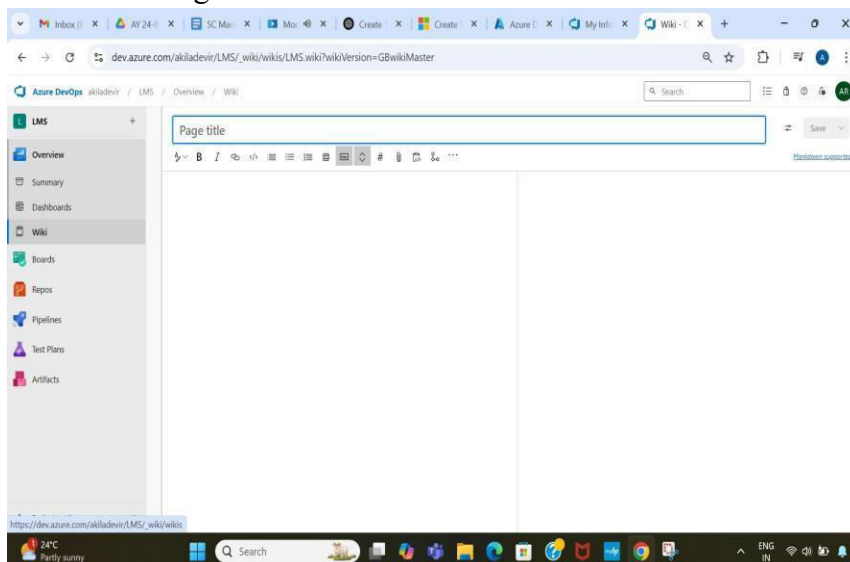 Inbox (
AY 24-I
SC Man
Mo
Create
Create
Azure D
My Info
Wiki - O
dev.azure.com/akiladevir/LMS/_wiki/wikis/LMS.wiki?wikiVersion=GBwikiMaster
A
Azure DevOps akiladevir / LMS / Overview / Wiki
Search
AR
L LMS +
Page title
Save
B I
#
Markdown supported
Overview
Summary
Dashboards
Wiki
Boards
Repos
Pipelines
Test Plans
Artifacts
https://dev.azure.com/akiladevir/LMS/_wiki/wikis
24°C
Partly sunny
Search
ENG
IN